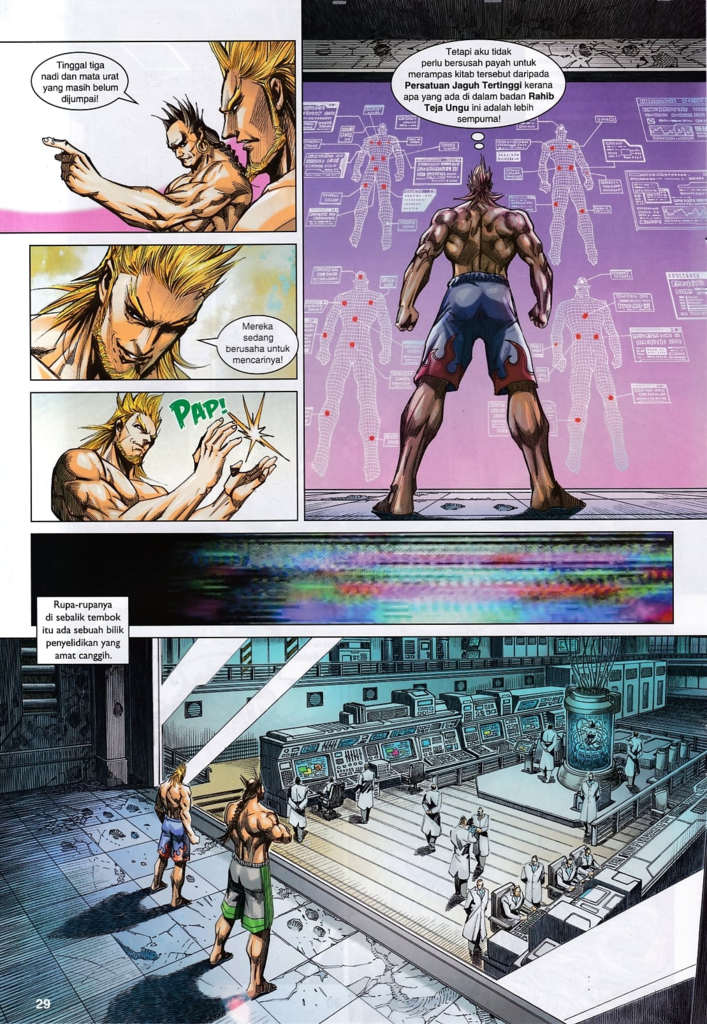 Tinggal tiga
nadi dan mata urat
yang masih belum
dijumpai!
Tetapi aku tidak
perlu bersusah payah untuk
merampas kitab tersebut daripada
Persatuan Jaguh Tertinggi kerana
apa yang ada di dalam badan Rahib
Teja Ungu ini adalah lebih
sempurna!
Mereka
sedang
berusaha untuk
mencarinya!
PAP!
Rupa-rupanya
di sebalik tembok
itu ada sebuah bilik
penyelidikan yang
amat canggih.
29